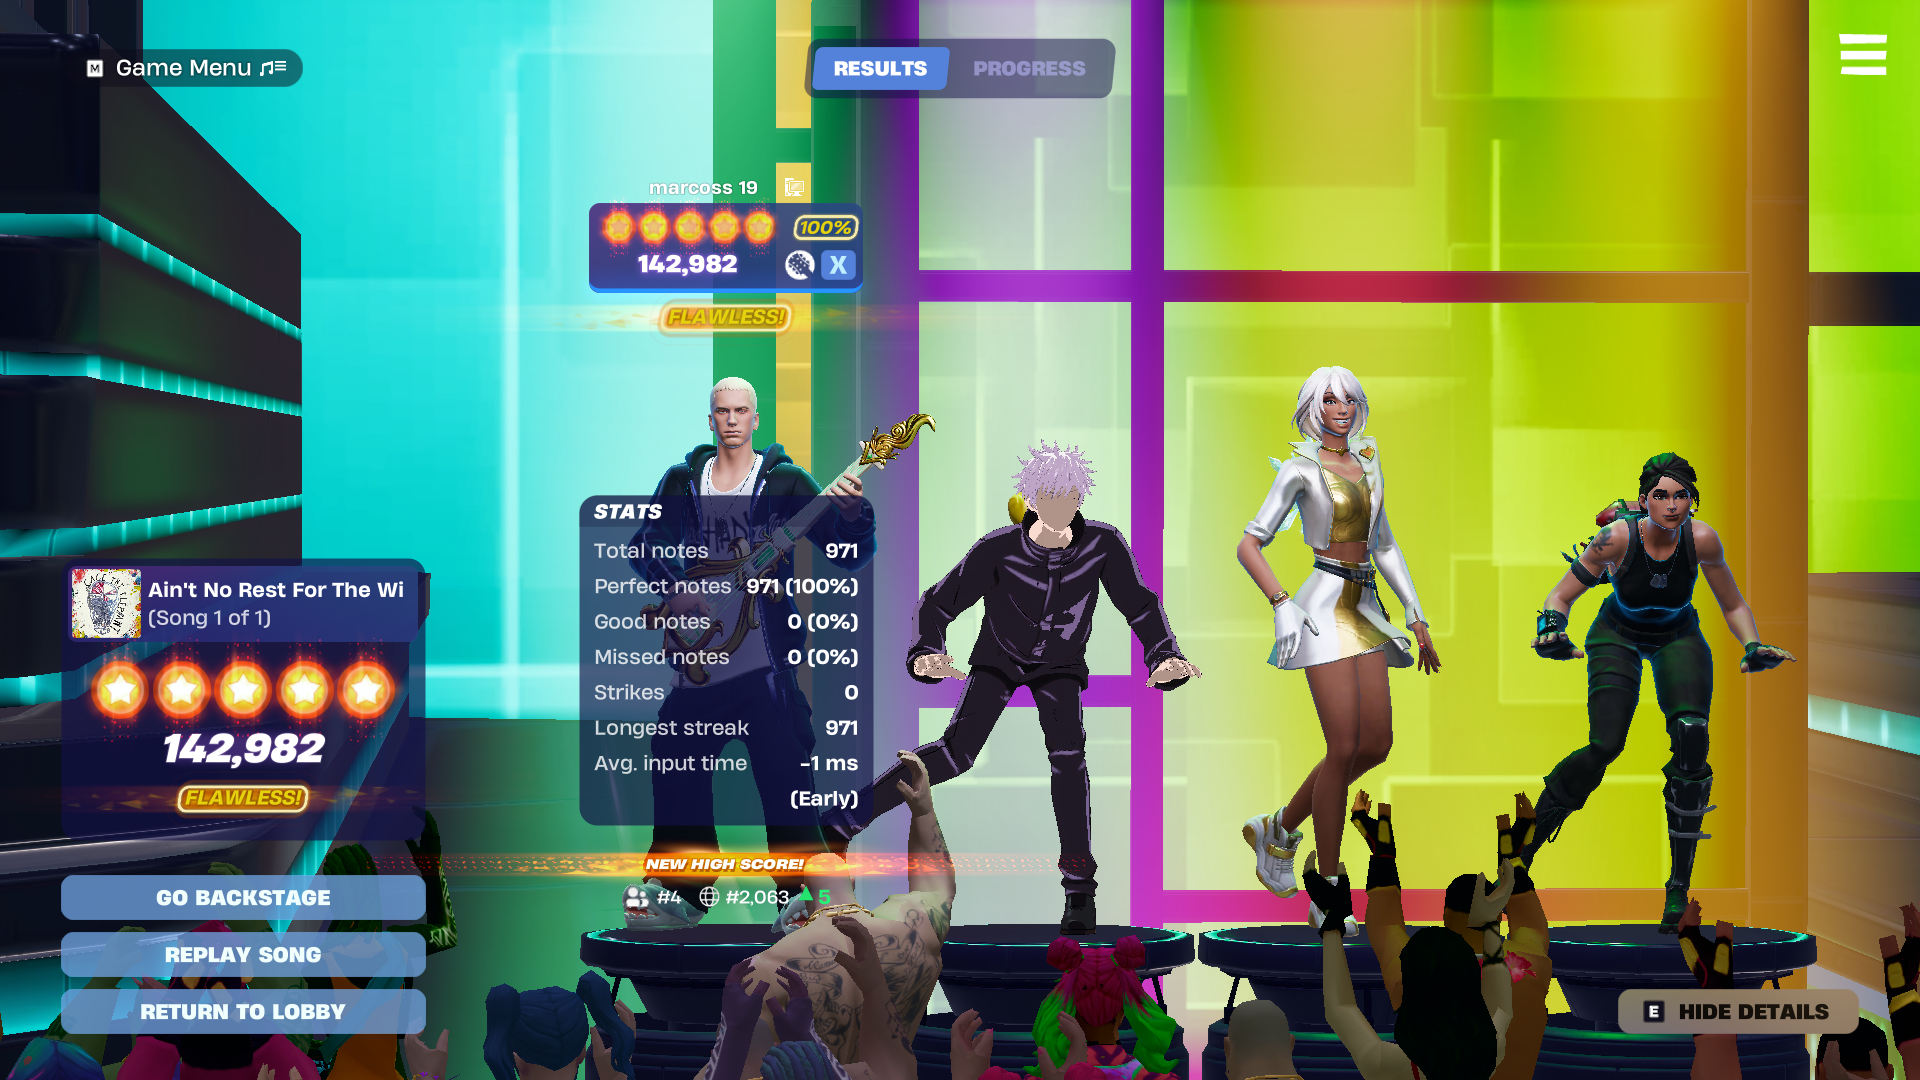 M Game Menu
RESULTS PROGRESS
marcoss 19
100%
142,982
X
FLAWLESS!
STATS
Total notes 971
Perfect notes 971 (100%)
Good notes 0 (0%)
Missed notes 0 (0%)
Strikes 0
Longest streak 971
Avg. input time -1 ms
(Early)
NEW HIGH SCORE!
#4 #2,063 5
Ain't No Rest For The Wi
(Song 1 of 1)
142,982
FLAWLESS!
GO BACKSTAGE
REPLAY SONG
RETURN TO LOBBY
E HIDE DETAILS